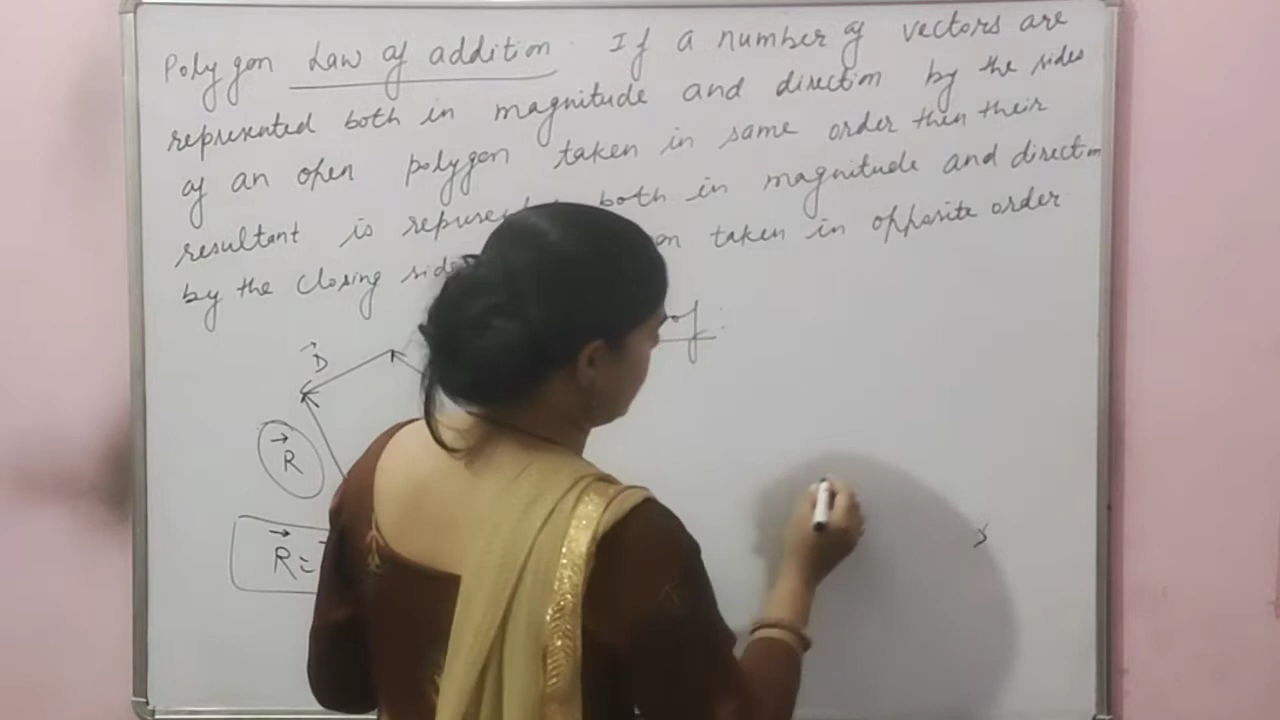 Polygon Law of addition If a number of vectors are
represented both in magnitude and direction by the sides
of an open polygon taken in same order then their
resultant is both in magnitude and direction
by the closing taken in opposite order
D
R
R =